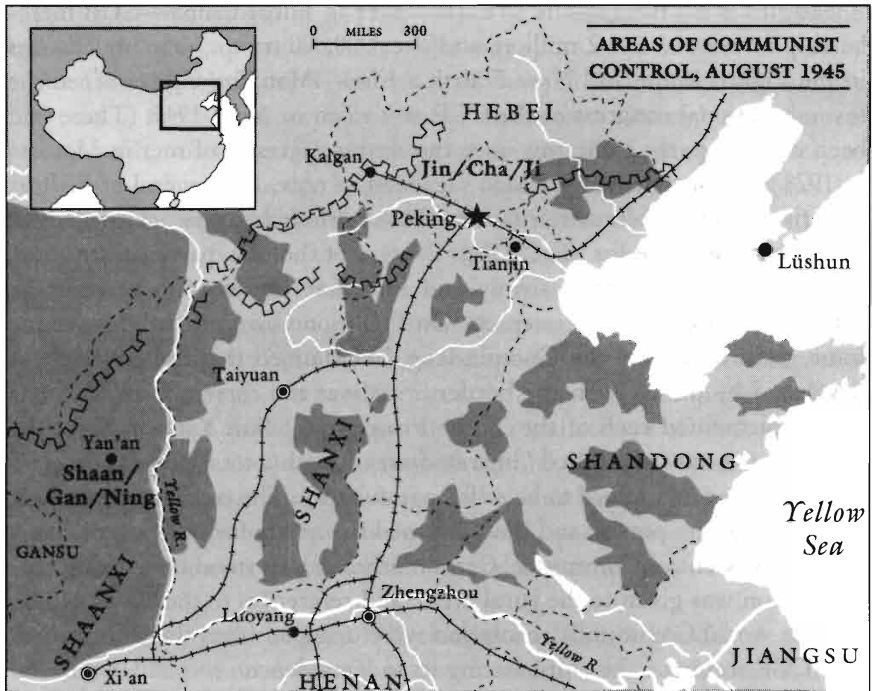 0 MILES 300
AREAS OF COMMUNIST
CONTROL, AUGUST 1945
HEBEI
Kalgan
Jin/Cha/Ji
Peking
Tianjin
Lüshun
Taiyuan
Yan'an
Shaan/
Gan/Ning
Yellow R.
SHANXI
SHANDONG
Yellow
Sea
GANSU
SHAANXI
Zhengzhou
Luoyang
Yellow R.
JIANGSU
Xi'an
HENAN